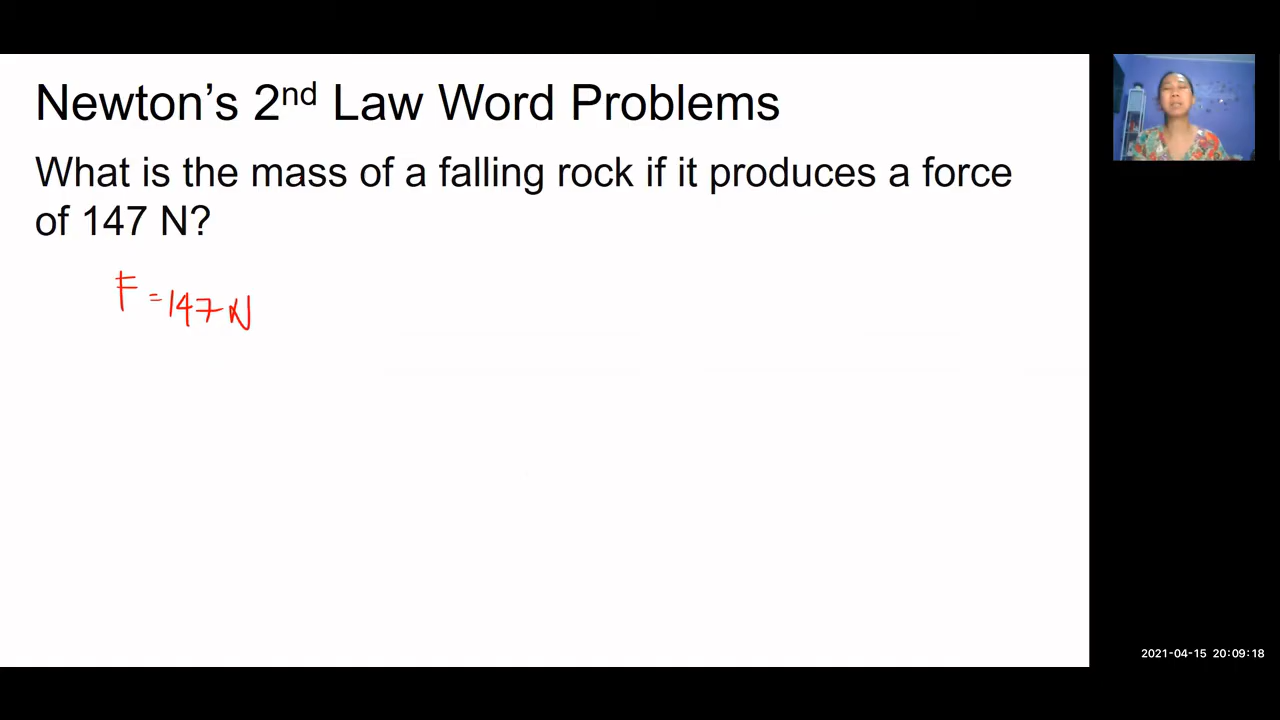 Newton’s 2nd Law Word Problems
What is the mass of a falling rock if it produces a force
of 147 N?
F = 147 N
2021-04-15 20:09:18